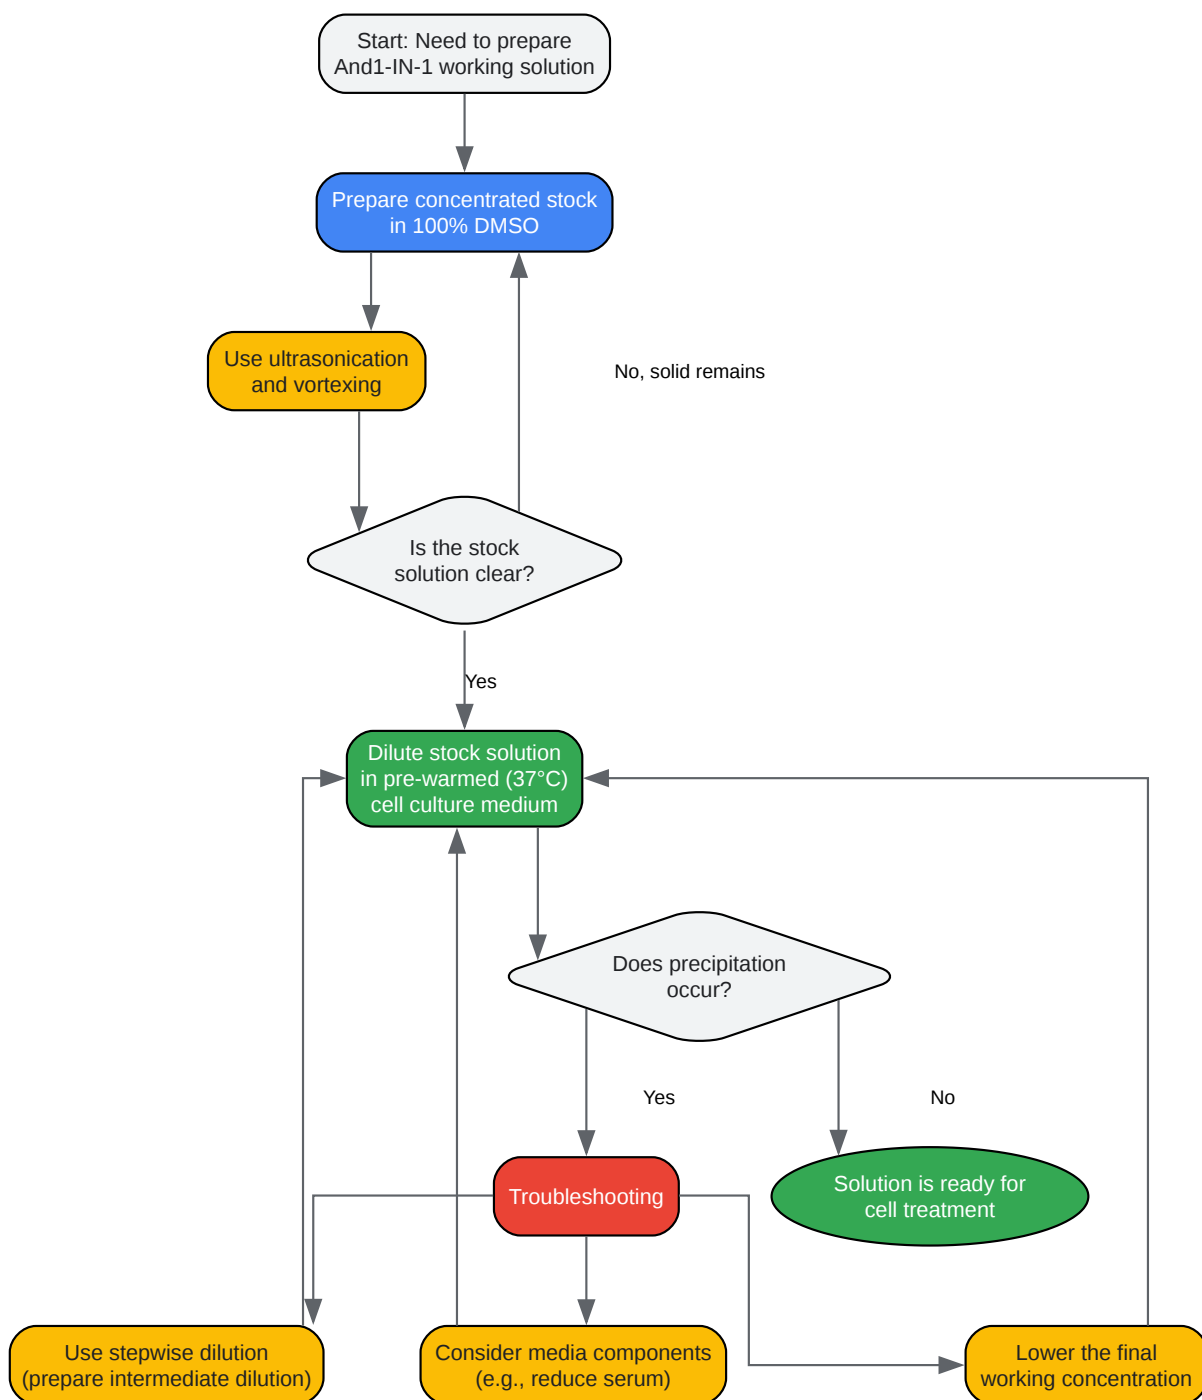 Start: Need to prepare
And1-IN-1 working solution
Prepare concentrated stock
in 100% DMSO
Use ultrasonication
and vortexing
No, solid remains
Is the stock
solution clear?
Yes
Dilute stock solution
in pre-warmed (37°C)
cell culture medium
Does precipitation
occur?
Yes
No
Troubleshooting
Solution is ready for
cell treatment
Use stepwise dilution
(prepare intermediate dilution)
Consider media components
(e.g., reduce serum)
Lower the final
working concentration